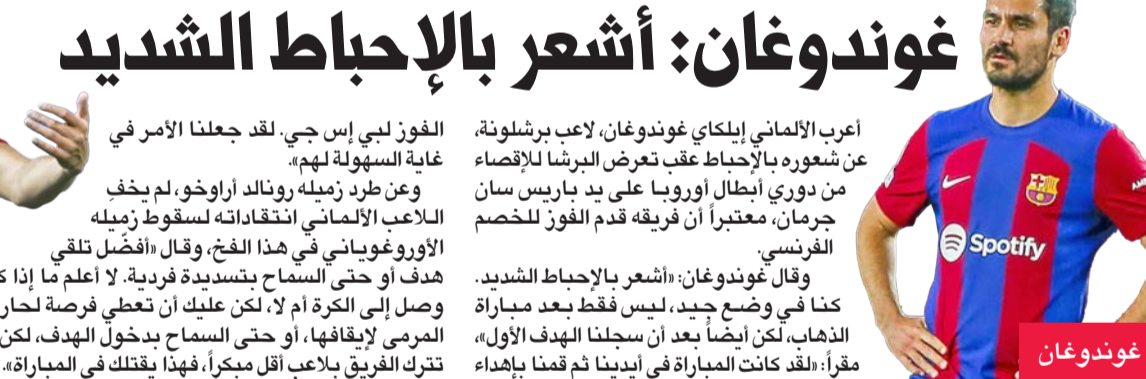 غوندوغان: أشعر بالإحباط الشديد
أعرب الألماني إيلكاي غوندوغان، لاعب برشلونة،
عن شعوره بالإحباط عقب تعرض البرشا للإقصاء
من دوري أبطال أوروبا على يد باريس سان
جرمان، معتبراً أن فريقه قدم الفوز للخصم
الفرنسي.
وقال غوندوغان: «أشعر بالإحباط الشديد.
كنا في وضع جيد، ليس فقط بعد مباراة
الذهاب، لكن أيضاً بعد أن سجلنا الهدف الأول»،
مقراً: «لقد كانت المباراة في أيدينا ثم قمنا بإهداء
الفوز لبي إس جي. لقد جعلنا الأمر في
غاية السهولة لهم».
وعن طرد زميله رونالد أراوخو، لم يخفِ
اللاعب الألماني انتقاداته لسقوط زميله
الأوروغوياني في هذا الفخ، وقال «أفضّل تلقي
هدف أو حتى السماح بتسديدة فردية. لا أعلم ما إذا
وصل إلى الكرة أم لا، لكن عليك أن تعطي فرصة
المرمى لإيقافها، أو حتى السماح بدخول الهدف، لكن
تترك الفريق بلاعب أقل مبكراً، فهذا يقتلك في المباراة».
Spotify
غوندوغان